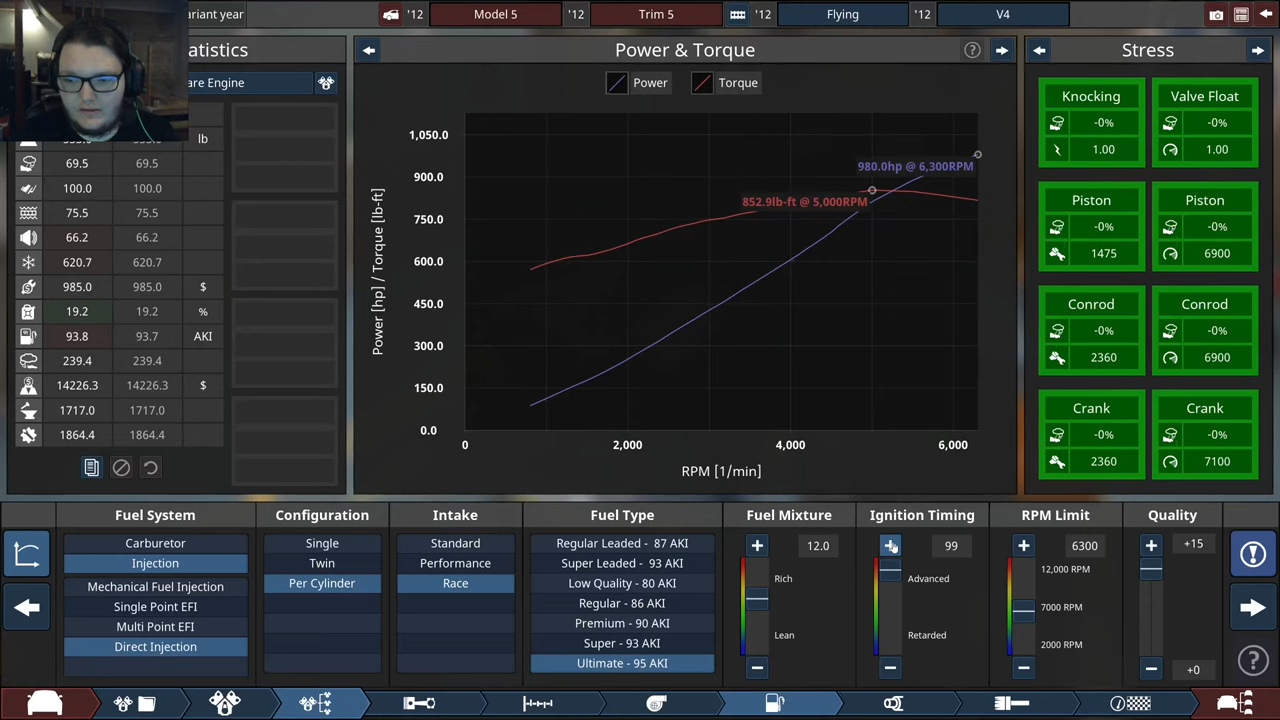 ariant year
'12
Model 5
'12
Trim 5
'12
Flying
'12
V4
atistics
are Engine
lb
69.5 69.5
100.0 100.0
75.5 75.5
66.2 66.2
620.7 620.7
985.0 985.0 $
19.2 19.2 %
93.8 93.7 AKI
239.4 239.4
14226.3 14226.3 $
1717.0 1717.0
1864.4 1864.4
Power & Torque
Power
Torque
Power [hp] / Torque [lb-ft]
1,050.0
900.0
750.0
600.0
450.0
300.0
150.0
0.0
980.0hp @ 6,300RPM
852.9lb-ft @ 5,000RPM
0 2,000 4,000 6,000
RPM [1/min]
Stress
Knocking
-0%
1.00
Valve Float
-0%
1.00
Piston
-0%
1475
Piston
-0%
6900
Conrod
-0%
2360
Conrod
-0%
6900
Crank
-0%
2360
Crank
-0%
7100
Fuel System
Carburetor
Injection
Mechanical Fuel Injection
Single Point EFI
Multi Point EFI
Direct Injection
Configuration
Single
Twin
Per Cylinder
Intake
Standard
Performance
Race
Fuel Type
Regular Leaded - 87 AKI
Super Leaded - 93 AKI
Low Quality - 80 AKI
Regular - 86 AKI
Premium - 90 AKI
Super - 93 AKI
Ultimate - 95 AKI
Fuel Mixture
12.0
Rich
Lean
Ignition Timing
99
Advanced
Retarded
RPM Limit
6300
12,000 RPM
7000 RPM
2000 RPM
Quality
+15
+0